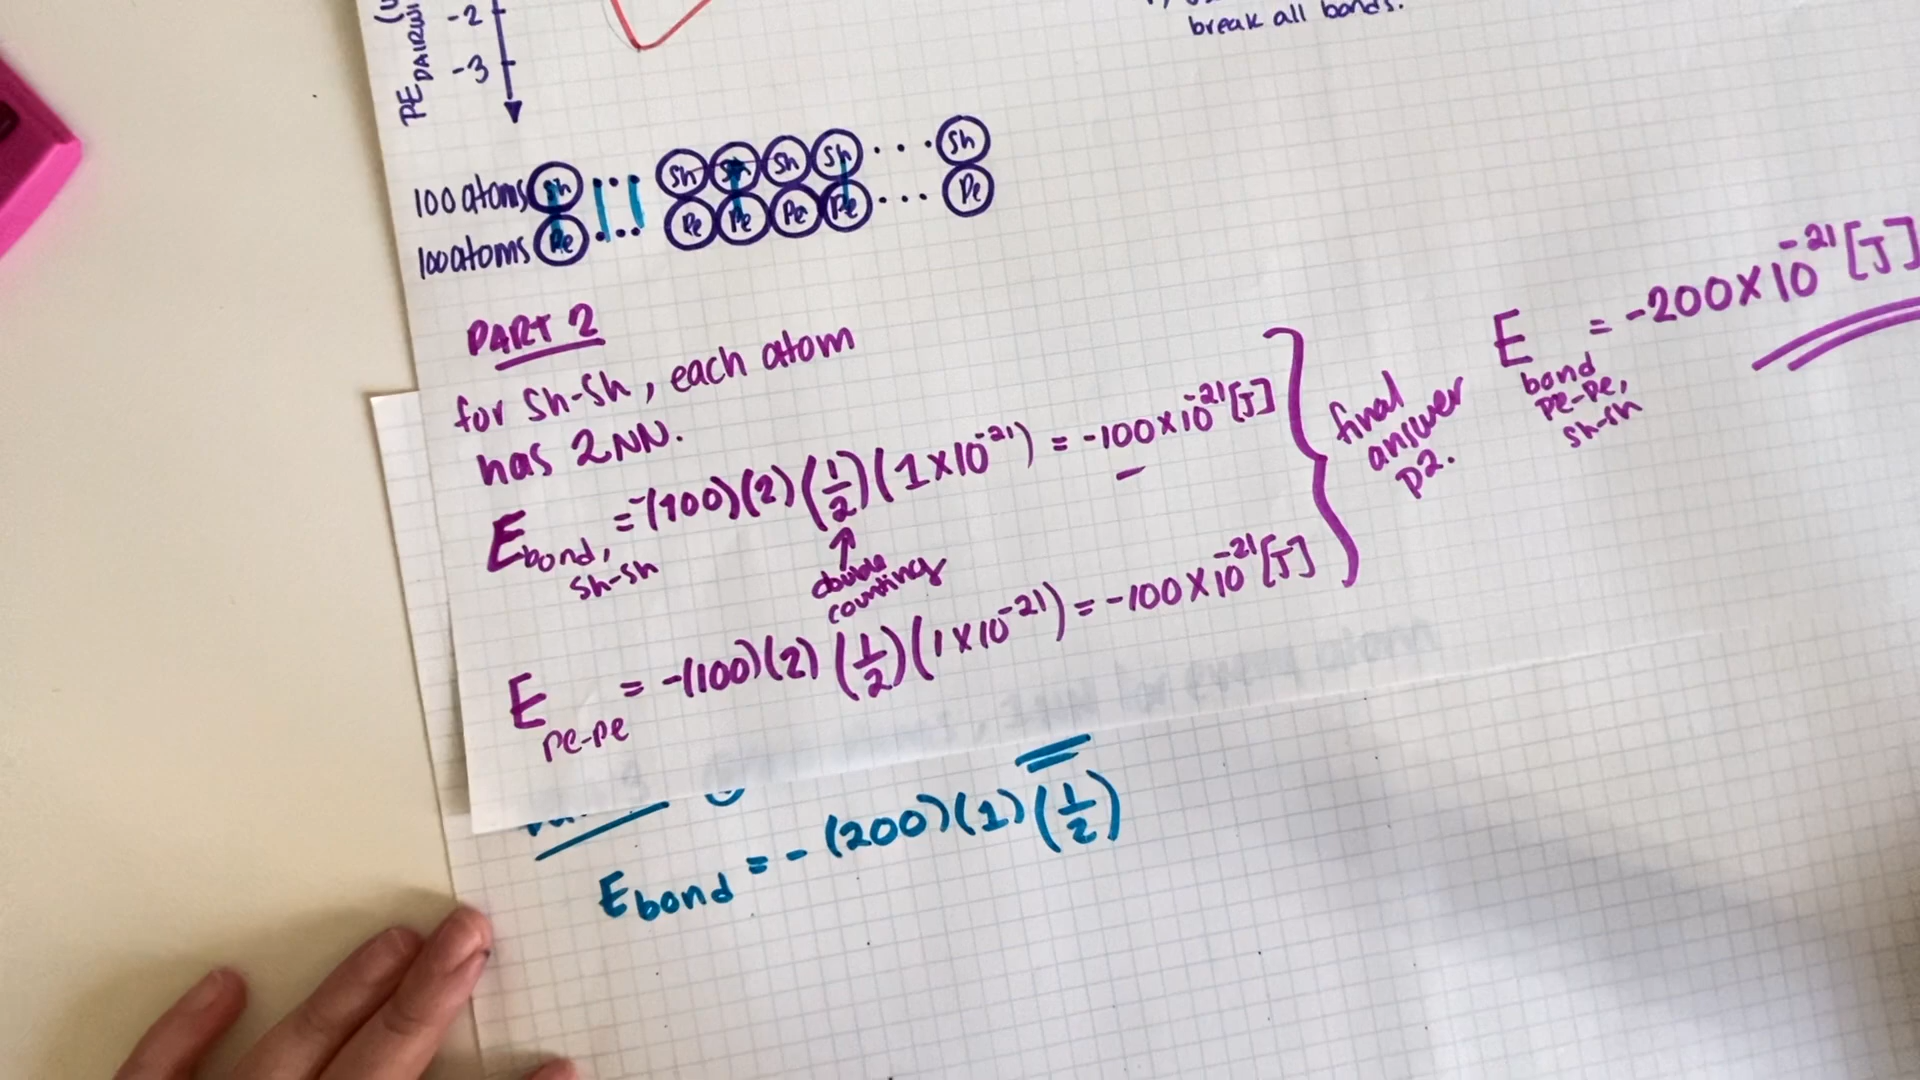 break all bonds.
PE PAIRWI
-2
-3
100 atoms Sh ... Sh Sh Sh Sh ... Sh
100 atoms Pe ... Pe Pe Pe Pe ... Pe
PART 2
for Sh-Sh, each atom
has 2NN.
E bond, Sh-Sh = -(100)(2)(1/2)(1×10^-21) = -100×10^-21 [J]
double
counting
E Pe-Pe = -(100)(2)(1/2)(1×10^-21) = -100×10^-21 [J]
final
answer
p2.
E bond Pe-Pe, Sh-Sh = -200×10^-21 [J]
E bond = -(200)(1)(1/2)